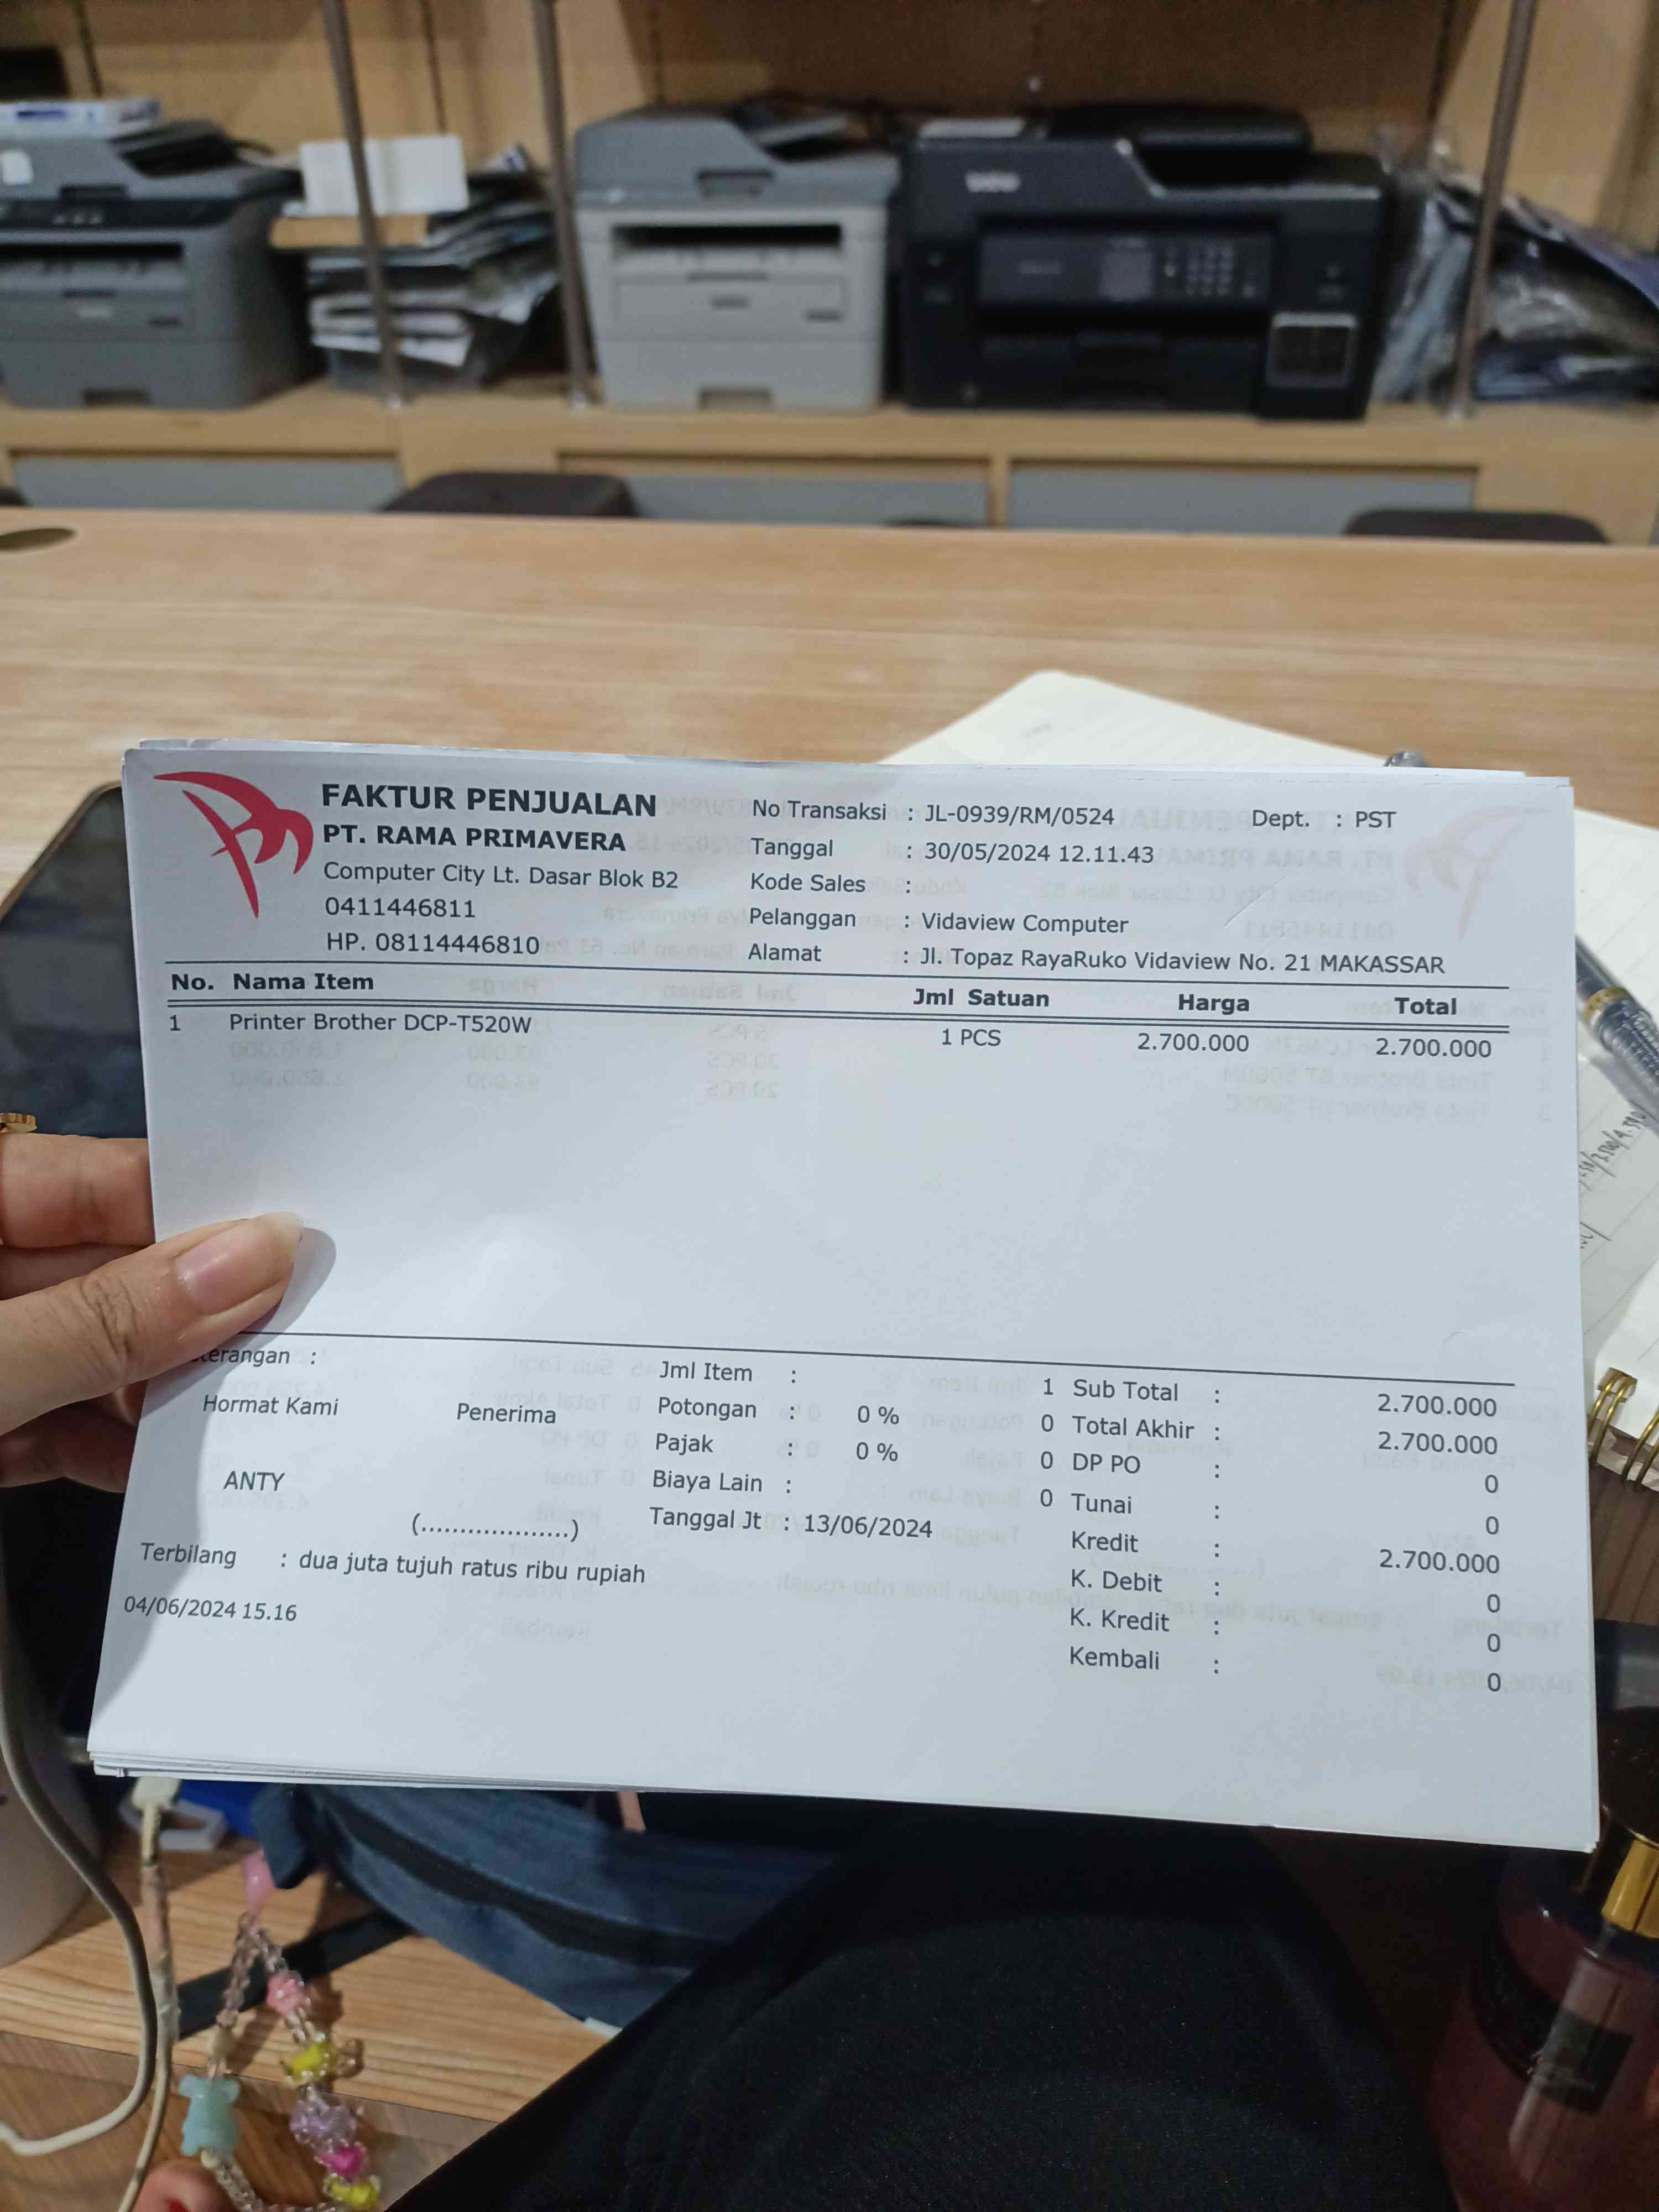 FAKTUR PENJUALAN
PT. RAMA PRIMAVERA
Computer City Lt. Dasar Blok B2
0411446811
HP. 08114446810
No Transaksi : JL-0939/RM/0524 Dept. : PST
Tanggal : 30/05/2024 12.11.43
Kode Sales :
Pelanggan : Vidaview Computer
Alamat : Jl. Topaz RayaRuko Vidaview No. 21 MAKASSAR
No. Nama Item Jml Satuan Harga Total
1 Printer Brother DCP-T520W 1 PCS 2.700.000 2.700.000
terangan :
Hormat Kami Penerima
ANTY
(...................)
Jml Item : 1
Potongan : 0 % 0
Pajak : 0 % 0
Biaya Lain : 0
Tanggal Jt : 13/06/2024
Sub Total : 2.700.000
Total Akhir : 2.700.000
DP PO : 0
Tunai : 0
Kredit : 2.700.000
K. Debit : 0
K. Kredit : 0
Kembali : 0
Terbilang : dua juta tujuh ratus ribu rupiah
04/06/2024 15.16